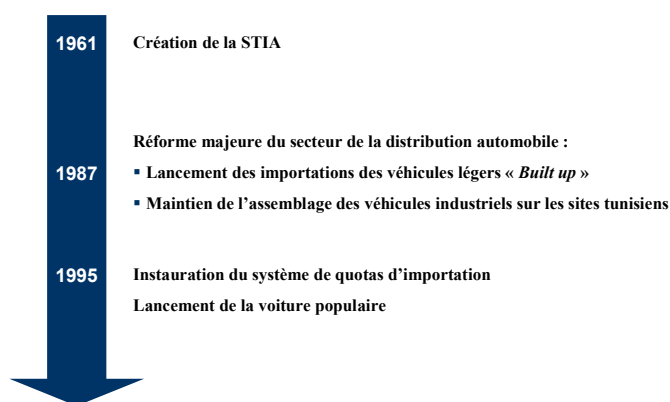 1961 Création de la STIA
Réforme majeure du secteur de la distribution automobile :
1987
▪ Lancement des importations des véhicules légers « Built up »
▪ Maintien de l’assemblage des véhicules industriels sur les sites tunisiens
1995 Instauration du système de quotas d’importation
Lancement de la voiture populaire